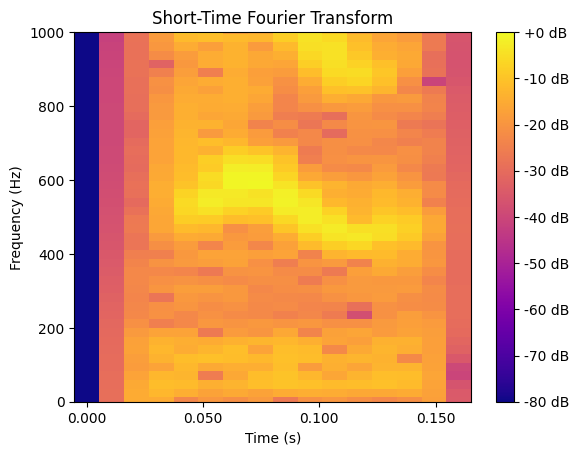 Short-Time Fourier Transform
Frequency (Hz)
1000
800
600
400
200
0
0.000
0.050
0.100
0.150
Time (s)
+0 dB
-10 dB
-20 dB
-30 dB
-40 dB
-50 dB
-60 dB
-70 dB
-80 dB